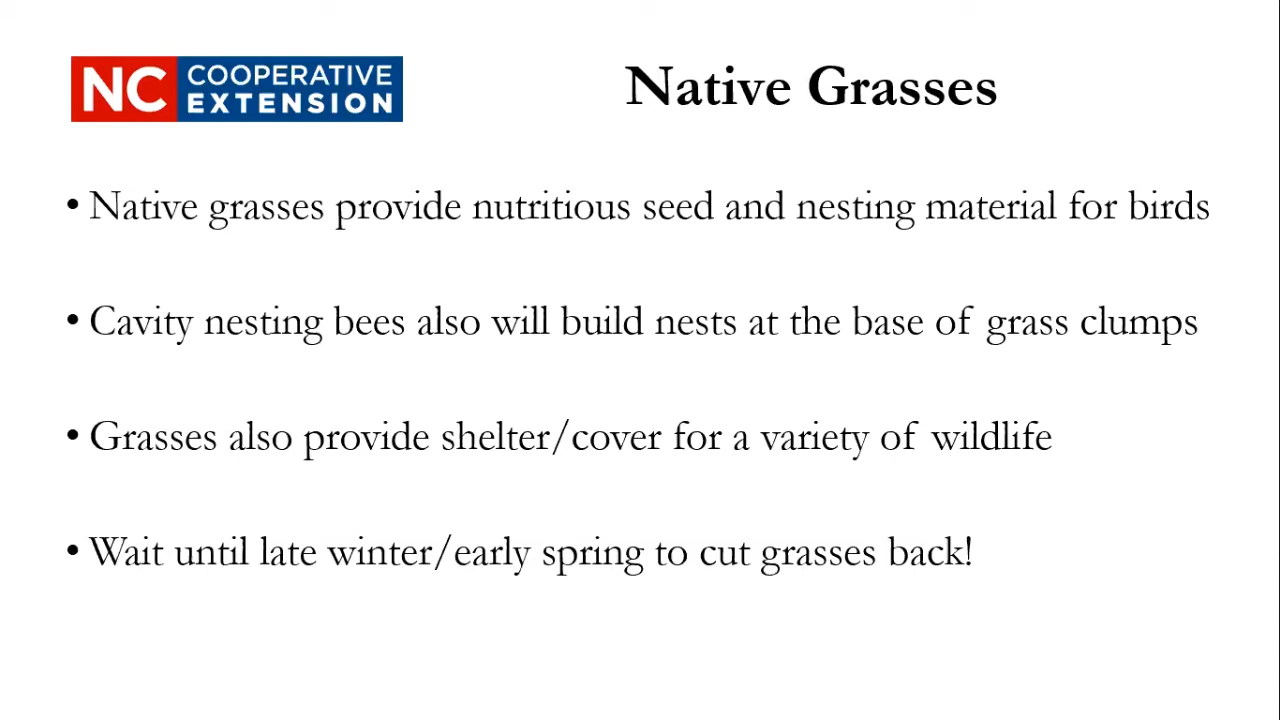 NC COOPERATIVE EXTENSION
Native Grasses
• Native grasses provide nutritious seed and nesting material for birds
• Cavity nesting bees also will build nests at the base of grass clumps
• Grasses also provide shelter/cover for a variety of wildlife
• Wait until late winter/early spring to cut grasses back!